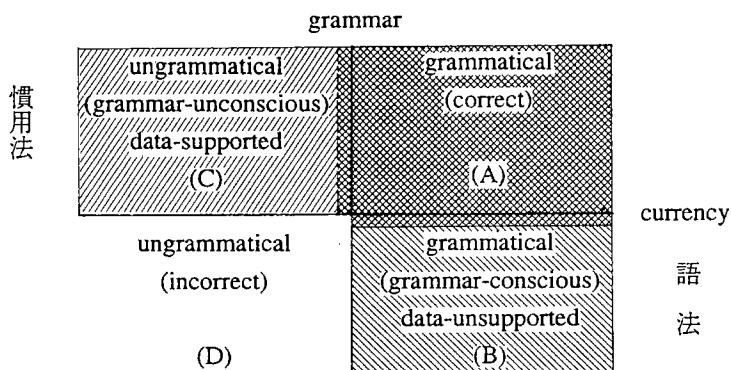 grammar
慣用法
ungrammatical
(grammar-unconscious)
data-supported
(C)
grammatical
(correct)
(A)
currency
ungrammatical
(incorrect)
(D)
grammatical
(grammar-conscious)
data-unsupported
(B)
語法